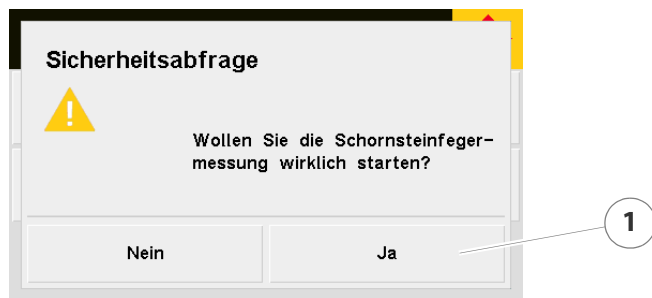 Sicherheitsabfrage
!
Wollen Sie die Schornsteinfeger-
messung wirklich starten?
Nein Ja
1